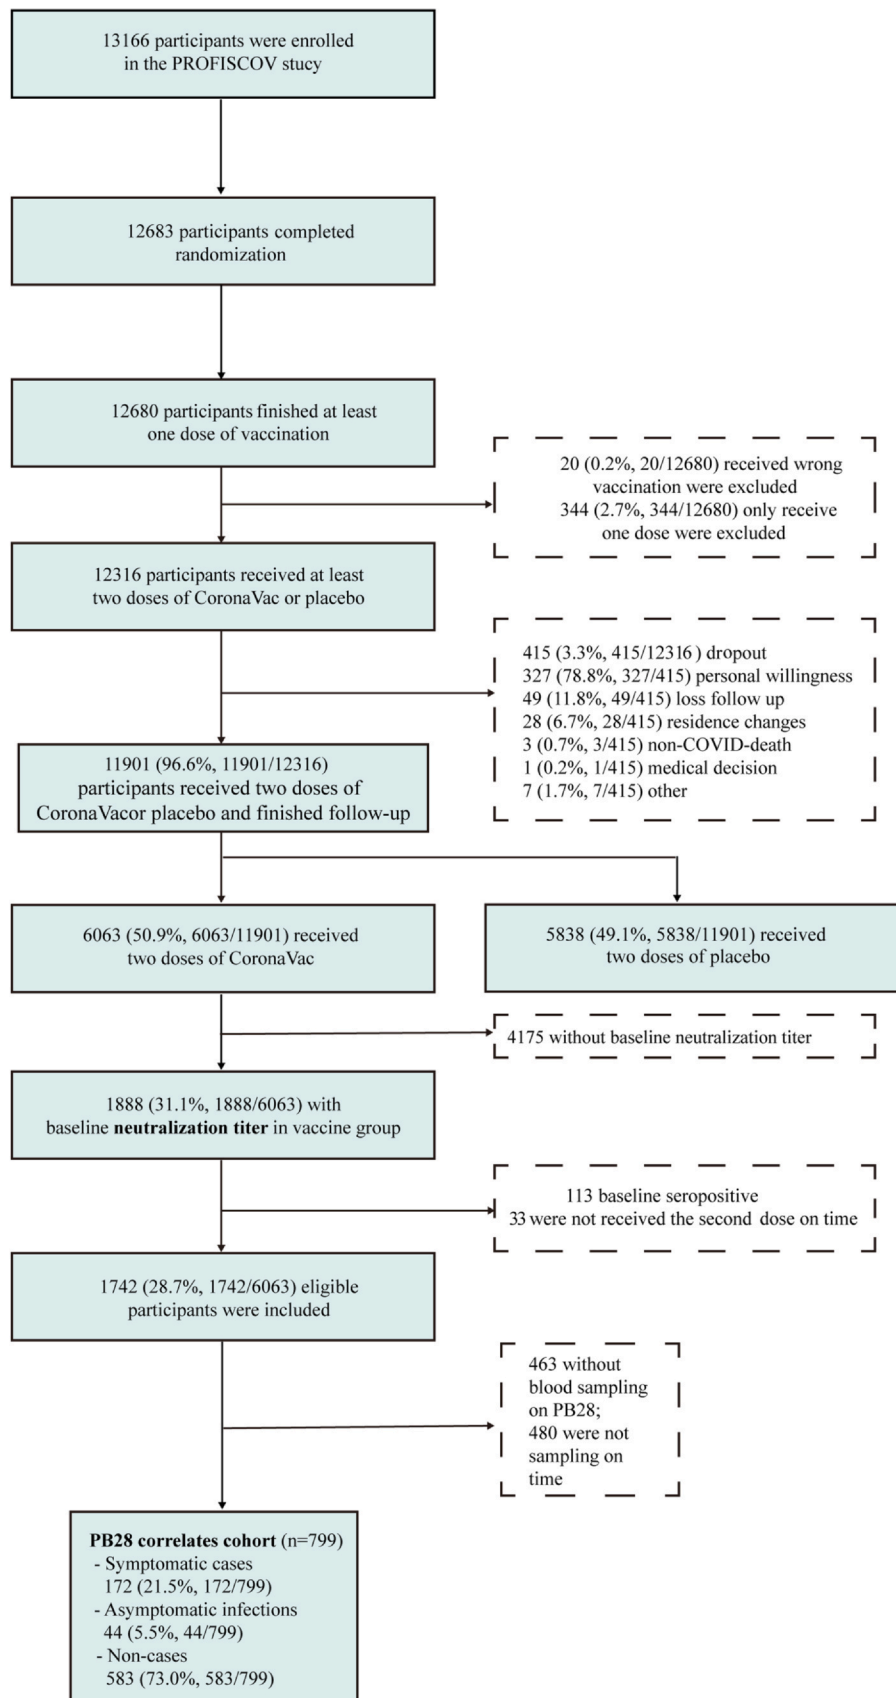 13166 participants were enrolled
in the PROFISCOV stucy
12683 participants completed
randomization
12680 participants finished at least
one dose of vaccination
20 (0.2%, 20/12680) received wrong
vaccination were excluded
344 (2.7%, 344/12680) only receive
one dose were excluded
12316 participants received at least
two doses of CoronaVac or placebo
415 (3.3%, 415/12316 ) dropout
327 (78.8%, 327/415) personal willingness
49 (11.8%, 49/415) loss follow up
28 (6.7%, 28/415) residence changes
3 (0.7%, 3/415) non-COVID-death
1 (0.2%, 1/415) medical decision
7 (1.7%, 7/415) other
11901 (96.6%, 11901/12316)
participants received two doses of
CoronaVacor placebo and finished follow-up
6063 (50.9%, 6063/11901) received
two doses of CoronaVac
5838 (49.1%, 5838/11901) received
two doses of placebo
4175 without baseline neutralization titer
1888 (31.1%, 1888/6063) with
baseline neutralization titer in vaccine group
113 baseline seropositive
33 were not received the second dose on time
1742 (28.7%, 1742/6063) eligible
participants were included
463 without
blood sampling
on PB28;
480 were not
sampling on
time
PB28 correlates cohort (n=799)
- Symptomatic cases
172 (21.5%, 172/799)
- Asymptomatic infections
44 (5.5%, 44/799)
- Non-cases
583 (73.0%, 583/799)